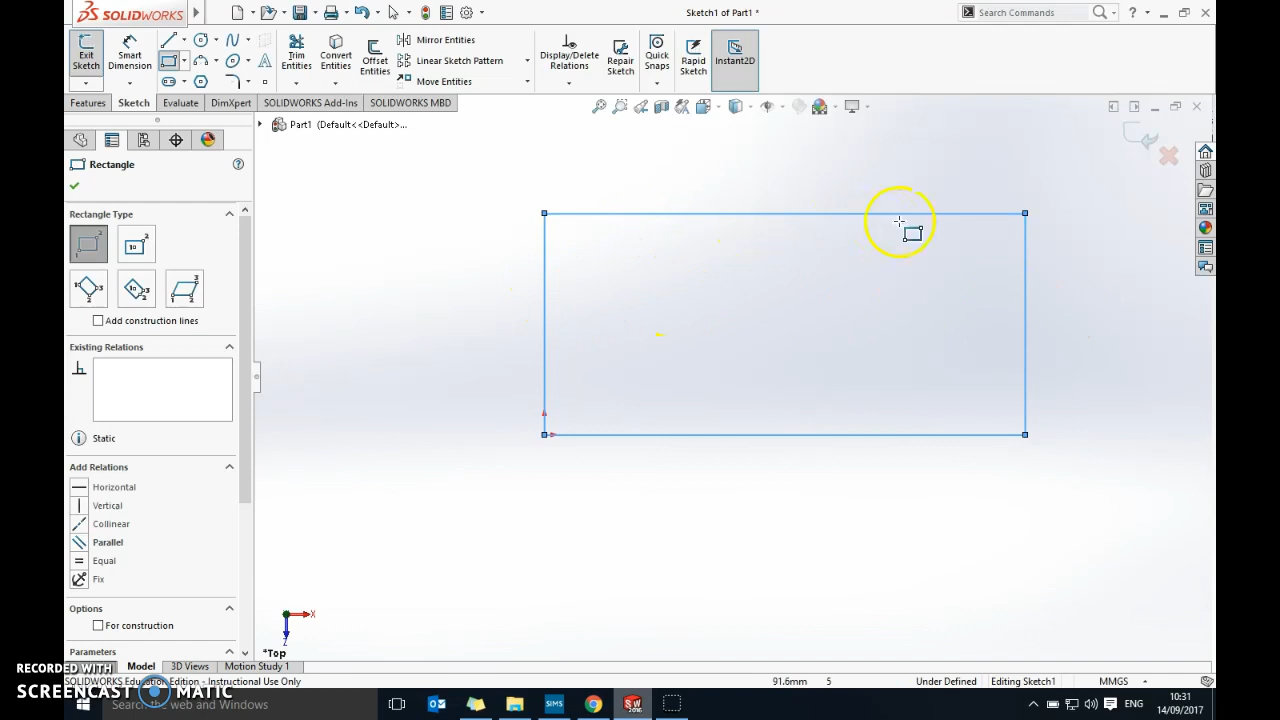 SOLIDWORKS
Sketch1 of Part1 *
Search Commands
?
Exit Sketch
Smart Dimension
Trim Entities
Convert Entities
Offset Entities
Mirror Entities
Linear Sketch Pattern
Move Entities
Display/Delete Relations
Repair Sketch
Quick Snaps
Rapid Sketch
Instant2D
Features
Sketch
Evaluate
DimXpert
SOLIDWORKS Add-Ins
SOLIDWORKS MBD
Part1 (Default<<Default>...
Rectangle
Rectangle Type
Add construction lines
Existing Relations
Static
Add Relations
Horizontal
Vertical
Collinear
Parallel
Equal
Fix
Options
For construction
Parameters
X
Z
*Top
Model
3D Views
Motion Study 1
SOLIDWORKS Education Edition - Instructional Use Only
91.6mm
5
Under Defined
Editing Sketch1
MMGS
RECORDED WITH
SCREENCAST MATIC
Search the web and Windows
SIMS
SW
ENG
10:31
14/09/2017